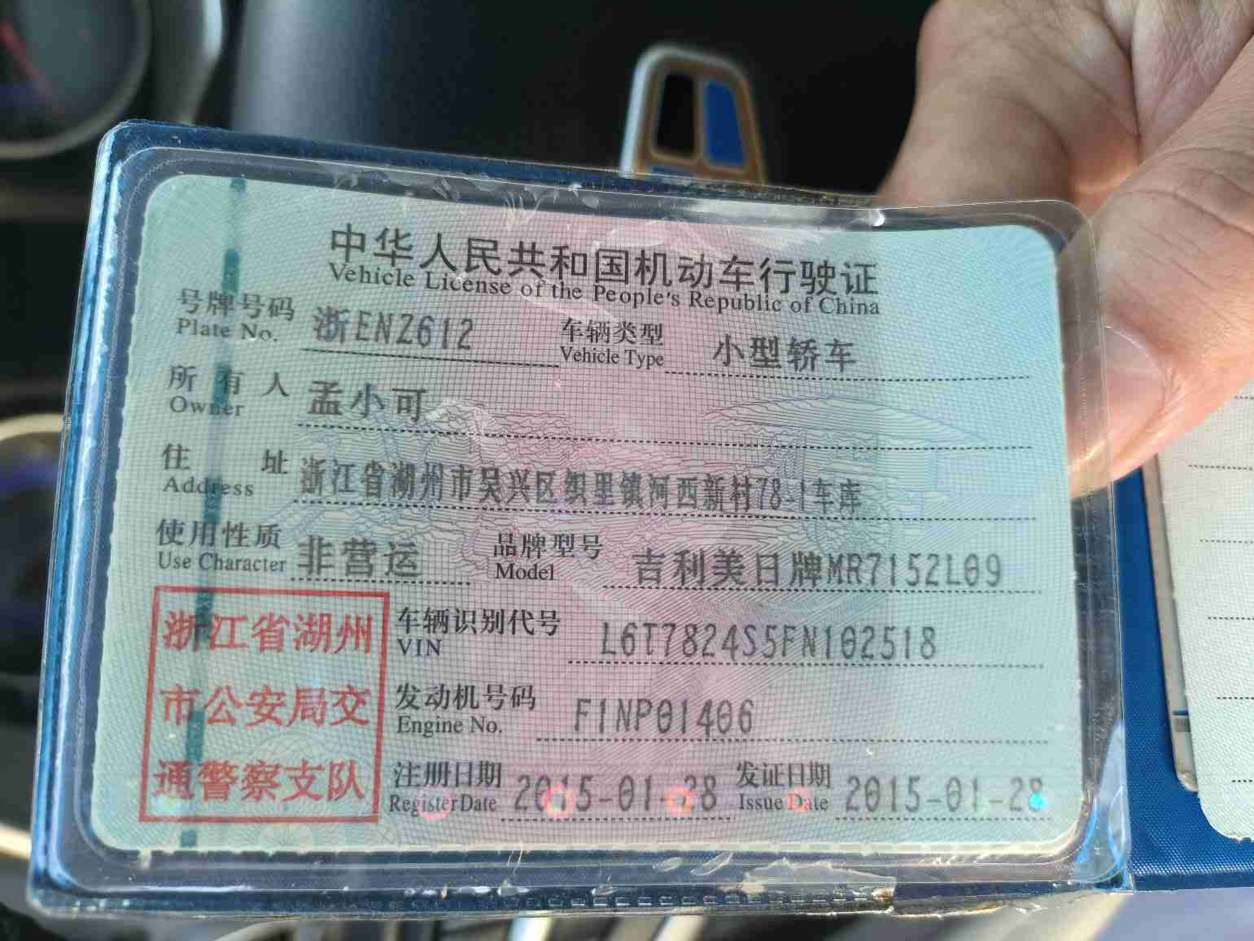 中华人民共和国机动车行驶证
Vehicle License of the People's Republic of China
号牌号码 浙ENZ612 车辆类型 小型轿车
Plate No. Vehicle Type
所有人 孟小可
Owner
住址 浙江省湖州市吴兴区织里镇河西新村78-1车库
Address
使用性质 非营运 品牌型号 吉利美日牌MR7152L09
Use Character Model
浙江省湖州 车辆识别代号 L6T7824S5FN102518
VIN
市公安局交 发动机号码 F1NP01406
Engine No.
通警察支队 注册日期 2015-01-28 发证日期 2015-01-28
Register Date Issue Date